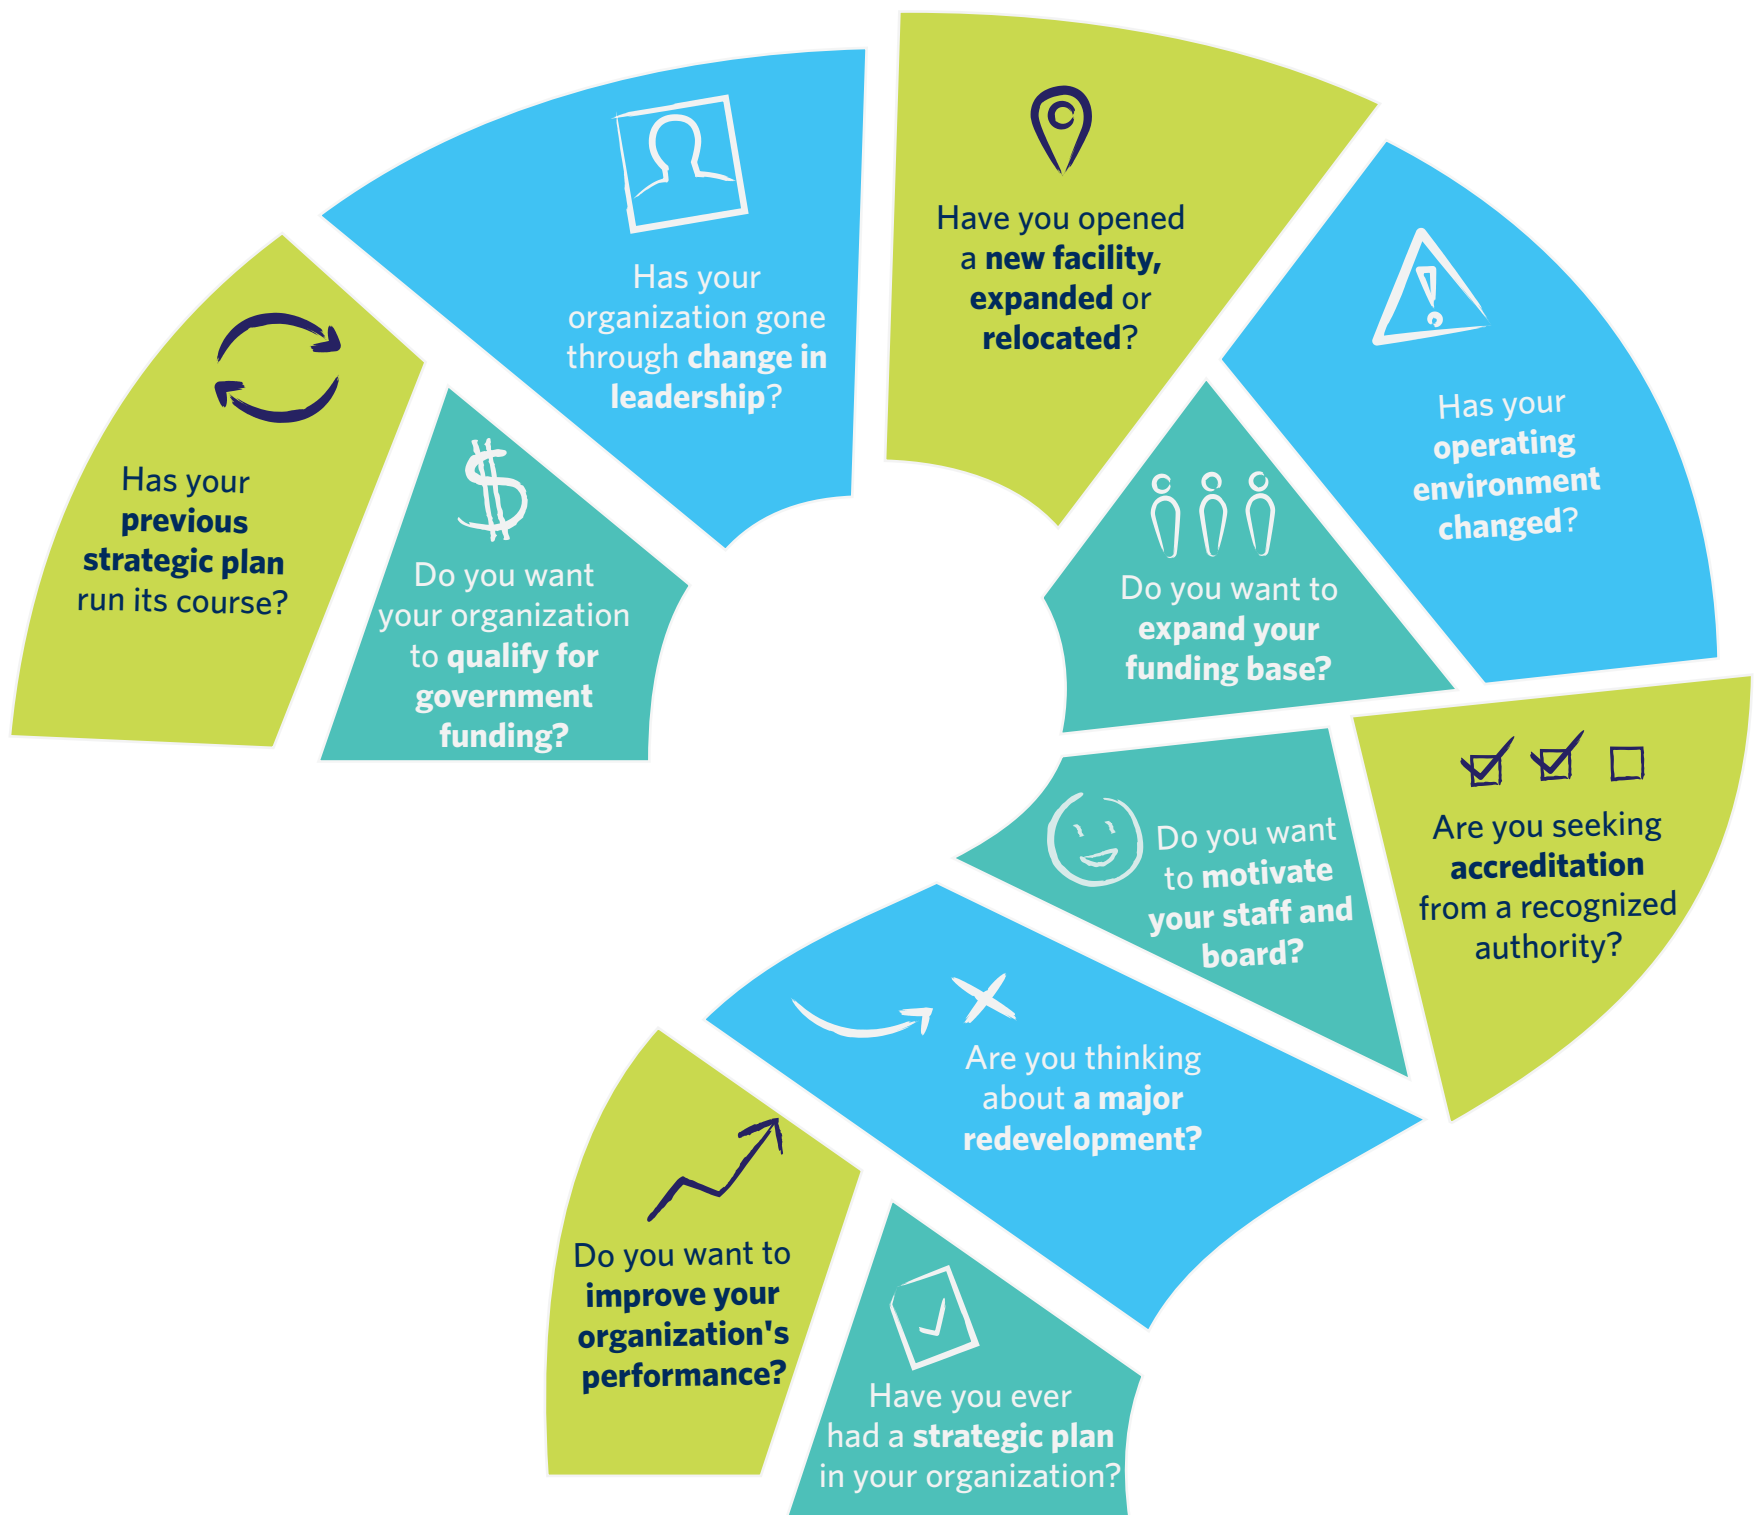 Has your
previous
strategic plan
run its course?
Do you want
your organization
to qualify for
government
funding?
Has your
organization gone
through change in
leadership?
Have you opened
a new facility,
expanded or
relocated?
Has your
operating
environment
changed?
Do you want to
expand your
funding base?
Are you seeking
accreditation
from a recognized
authority?
Do you want
to motivate
your staff and
board?
Are you thinking
about a major
redevelopment?
Do you want to
improve your
organization's
performance?
Have you ever
had a strategic plan
in your organization?